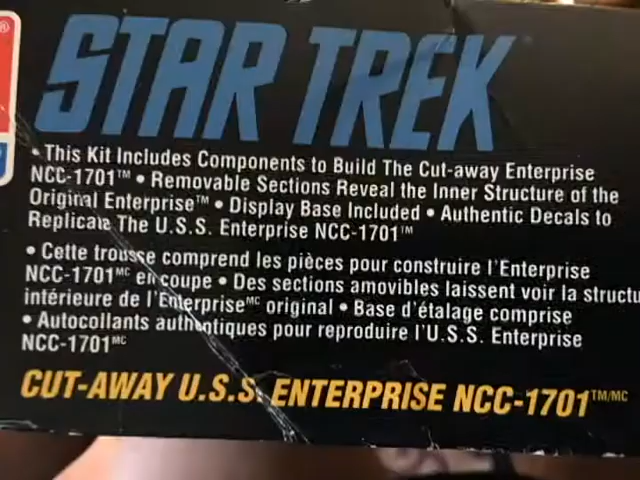 STAR TREK
• This Kit Includes Components to Build The Cut-away Enterprise
NCC-1701™ • Removable Sections Reveal the Inner Structure of the
Original Enterprise™ • Display Base Included • Authentic Decals to
Replicate The U.S.S. Enterprise NCC-1701™
• Cette trousse comprend les pièces pour construire l'Enterprise
NCC-1701MC en coupe • Des sections amovibles laissent voir la
intérieure de l'EnterpriseMC original • Base d'étalage comprise
• Autocollants authentiques pour reproduire l'U.S.S. Enterprise
NCC-1701MC
CUT-AWAY U.S.S. ENTERPRISE NCC-1701TM/MC